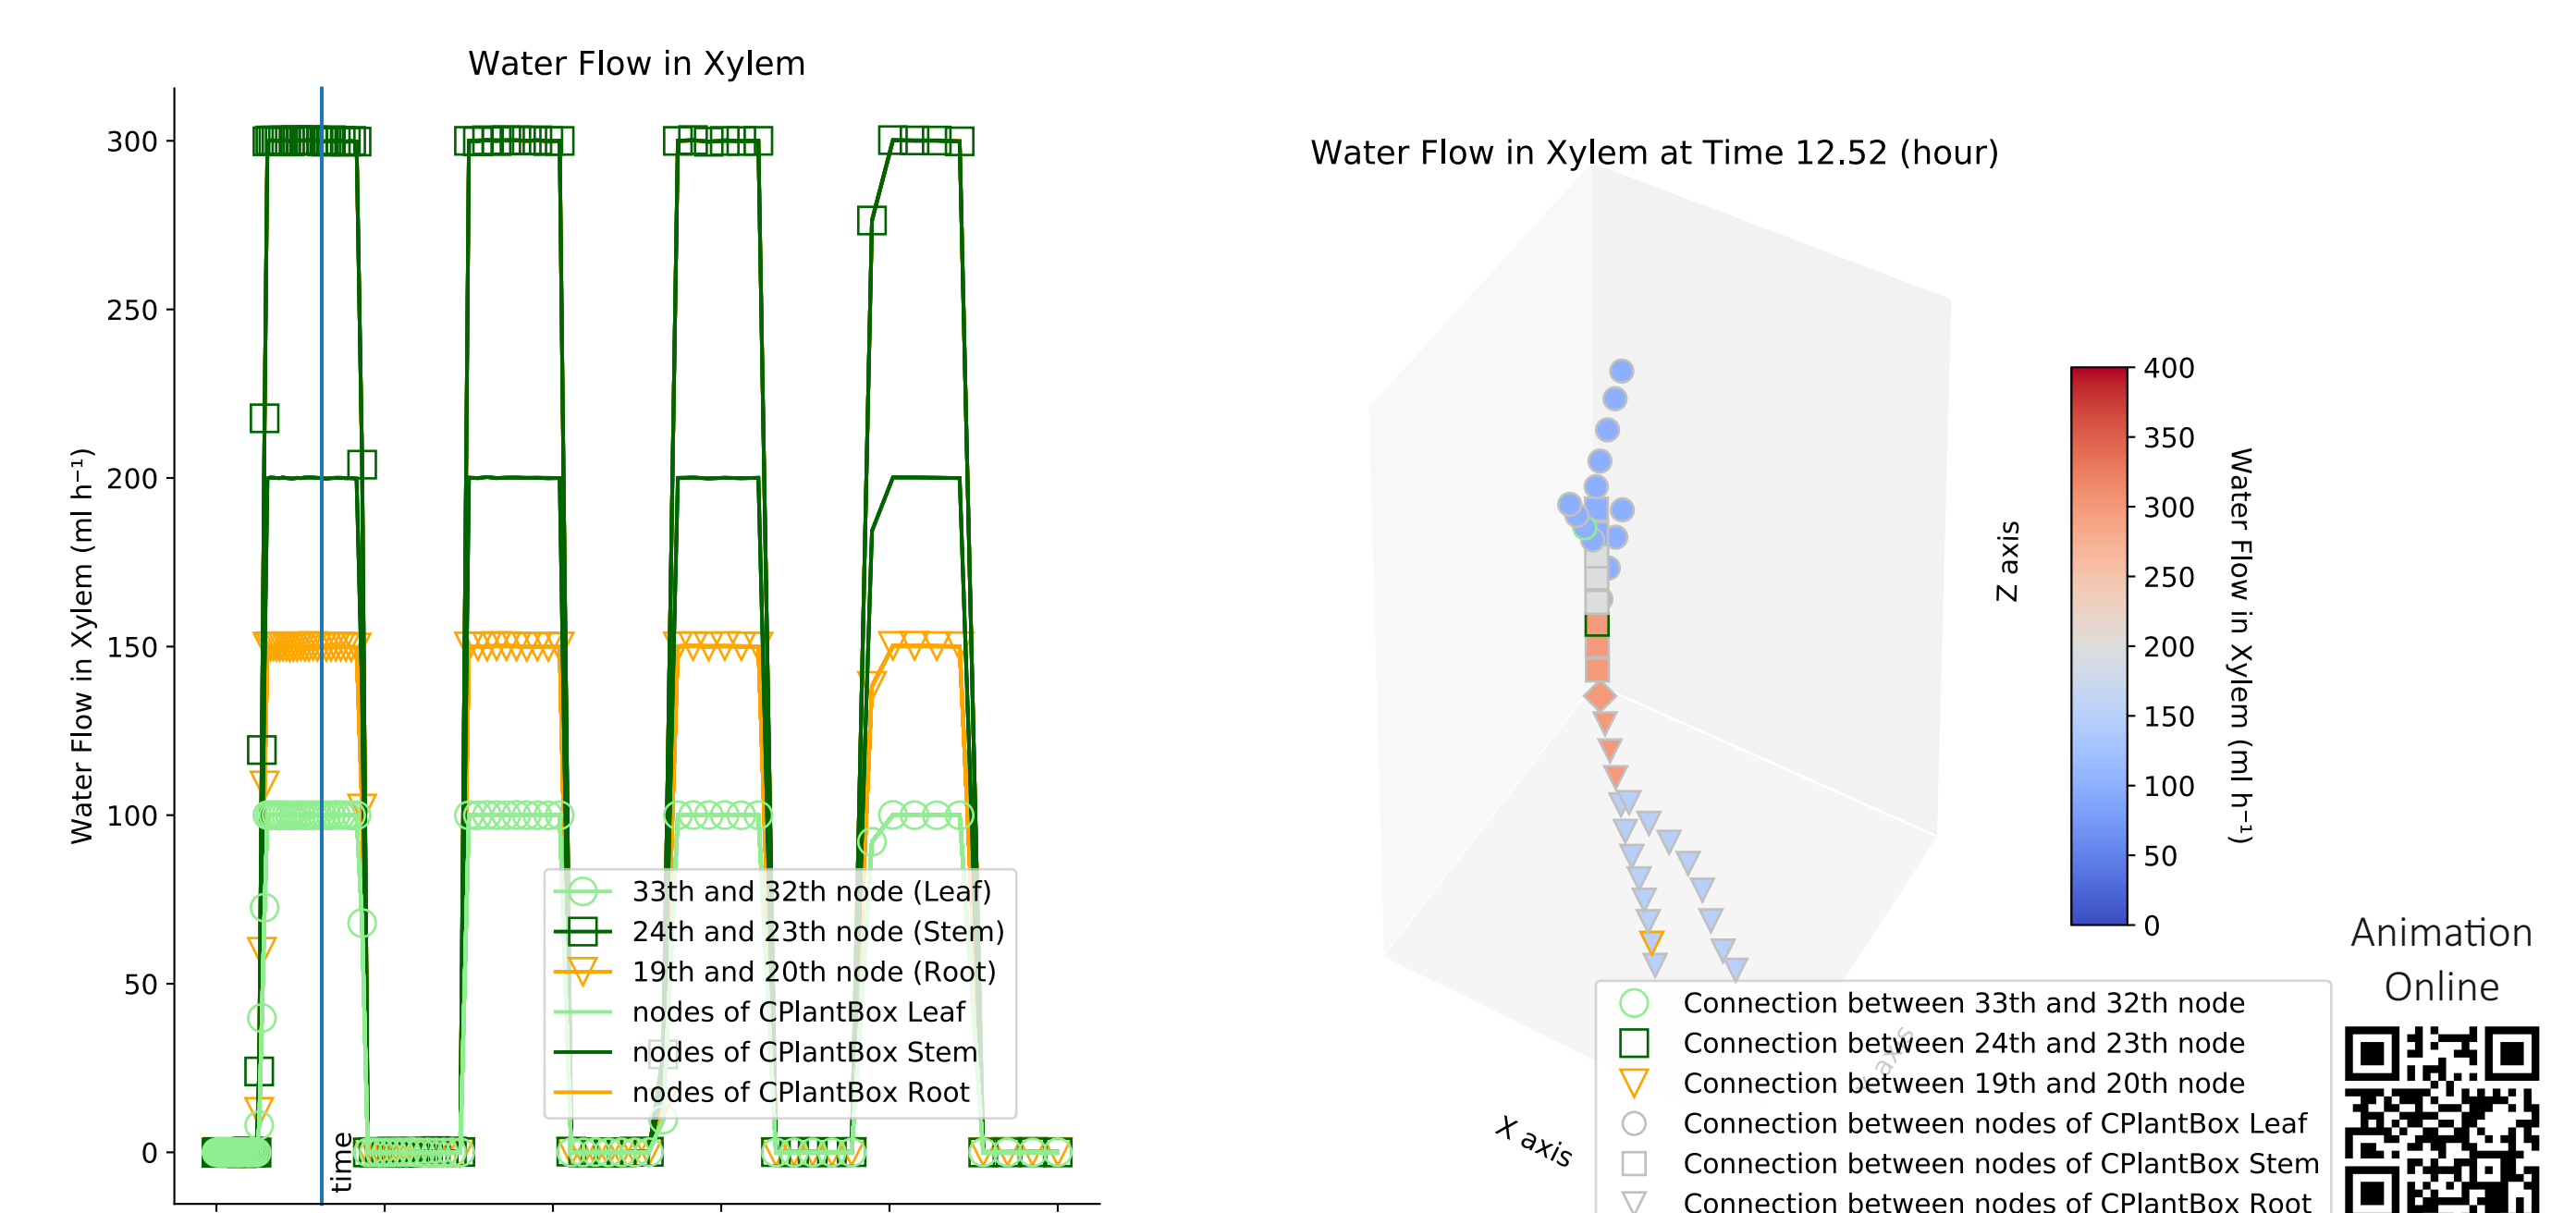 Water Flow in Xylem
Water Flow in Xylem (ml h⁻¹)
300
250
200
150
100
50
0
time
33th and 32th node (Leaf)
24th and 23th node (Stem)
19th and 20th node (Root)
nodes of CPlantBox Leaf
nodes of CPlantBox Stem
nodes of CPlantBox Root
Water Flow in Xylem at Time 12.52 (hour)
Z axis
X axis
axis
400
350
300
250
200
150
100
50
0
Water Flow in Xylem (ml h⁻¹)
Connection between 33th and 32th node
Connection between 24th and 23th node
Connection between 19th and 20th node
Connection between nodes of CPlantBox Leaf
Connection between nodes of CPlantBox Stem
Connection between nodes of CPlantBox Root
Animation
Online